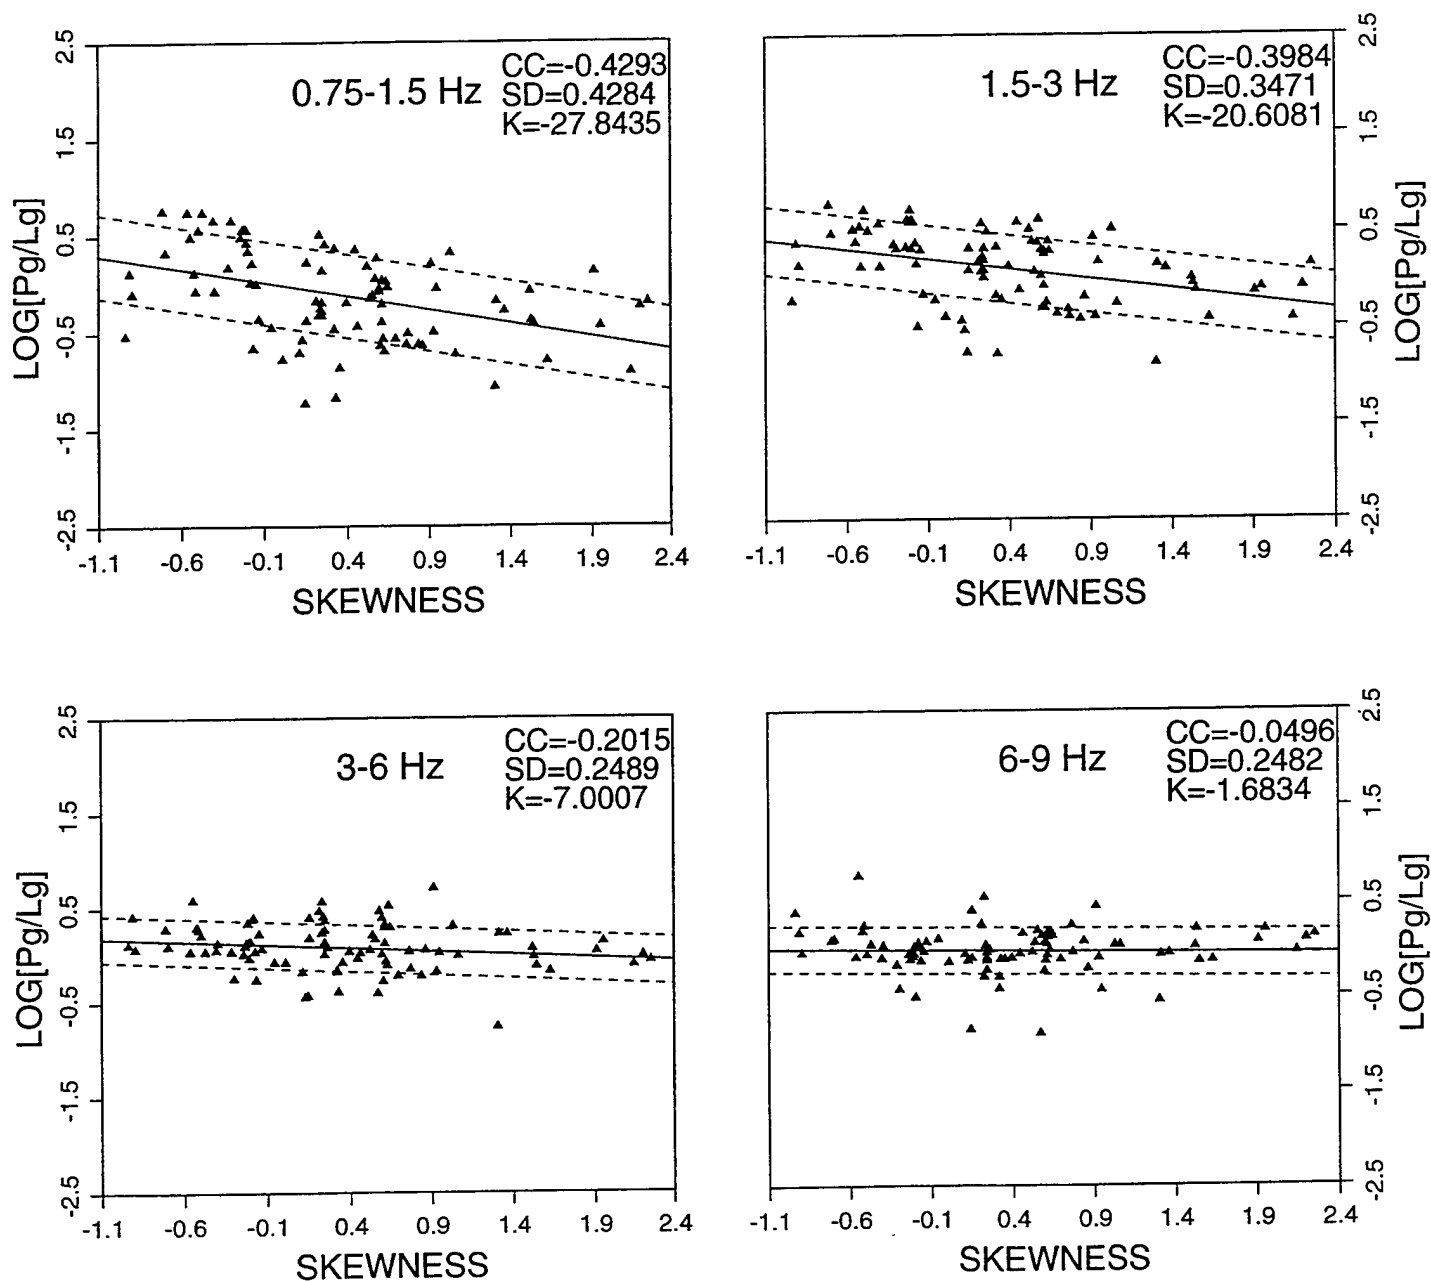 0.75-1.5 Hz
CC=-0.4293
SD=0.4284
K=-27.8435
LOG[Pg/Lg]
2.5
1.5
0.5
-0.5
-1.5
-2.5
-1.1 -0.6 -0.1 0.4 0.9 1.4 1.9 2.4
SKEWNESS
1.5-3 Hz
CC=-0.3984
SD=0.3471
K=-20.6081
2.5
1.5
0.5
-0.5
-1.5
-2.5
LOG[Pg/Lg]
-1.1 -0.6 -0.1 0.4 0.9 1.4 1.9 2.4
SKEWNESS
3-6 Hz
CC=-0.2015
SD=0.2489
K=-7.0007
LOG[Pg/Lg]
2.5
1.5
0.5
-0.5
-1.5
-2.5
-1.1 -0.6 -0.1 0.4 0.9 1.4 1.9 2.4
SKEWNESS
6-9 Hz
CC=-0.0496
SD=0.2482
K=-1.6834
2.5
1.5
0.5
-0.5
-1.5
-2.5
LOG[Pg/Lg]
-1.1 -0.6 -0.1 0.4 0.9 1.4 1.9 2.4
SKEWNESS